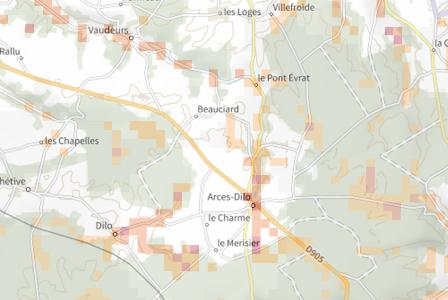 les Loges
Villefroide
Vaudeurs
Rallu
le Pont Évrat
Beauciard
les Chapelles
Arces-Dilo
le Charme
Dilo
le Merisier
D905